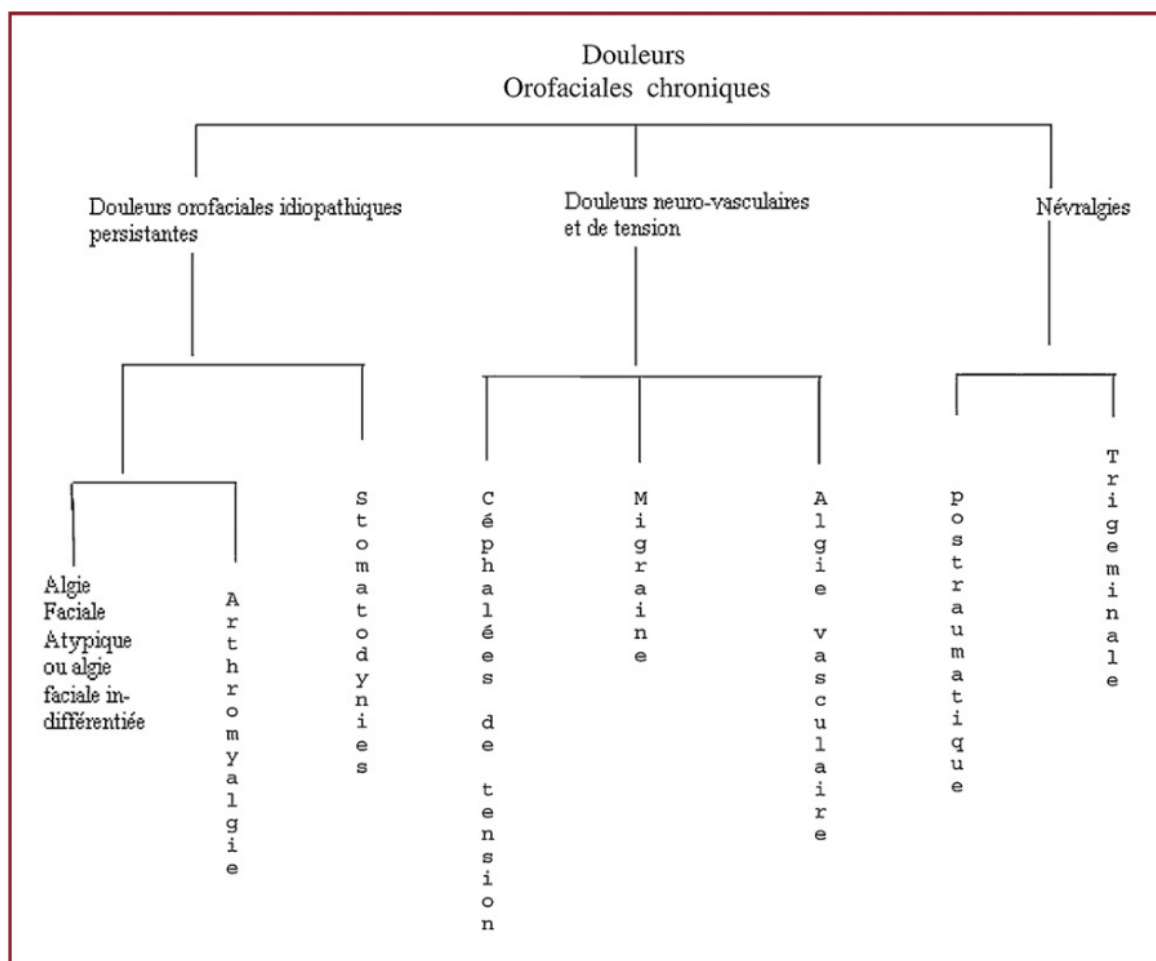 Douleurs
Orofaciales chroniques
Douleurs orofaciales idiopathiques
persistantes
Douleurs neuro-vasculaires
et de tension
Névralgies
Algie
Faciale
Atypique
ou algie
faciale in-
différentiée
Arthromyalgie
Stomatodynies
Céphalées de tension
Migraine
Algie vasculaire
postraumatique
Trigeminale